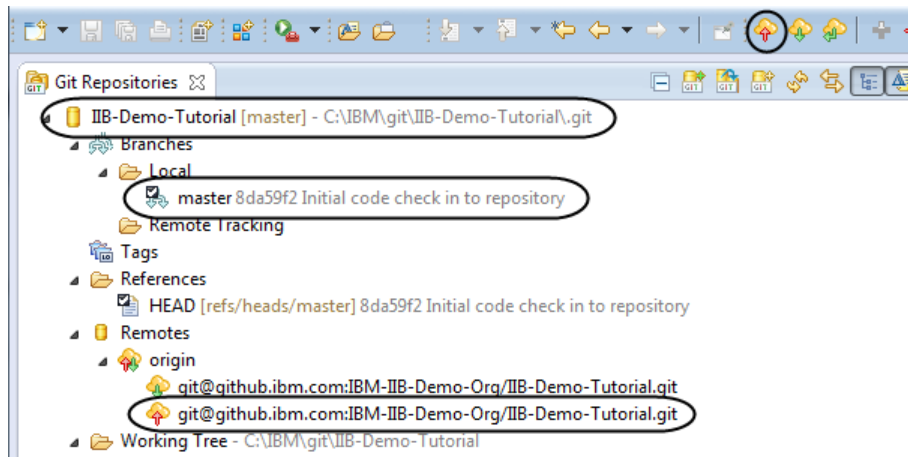 Git Repositories
IIB-Demo-Tutorial [master] - C:\IBM\git\IIB-Demo-Tutorial\.git
Branches
Local
master 8da59f2 Initial code check in to repository
Remote Tracking
Tags
References
HEAD [refs/heads/master] 8da59f2 Initial code check in to repository
Remotes
origin
git@github.ibm.com:IBM-IIB-Demo-Org/IIB-Demo-Tutorial.git
git@github.ibm.com:IBM-IIB-Demo-Org/IIB-Demo-Tutorial.git
Working Tree - C:\IBM\git\IIB-Demo-Tutorial